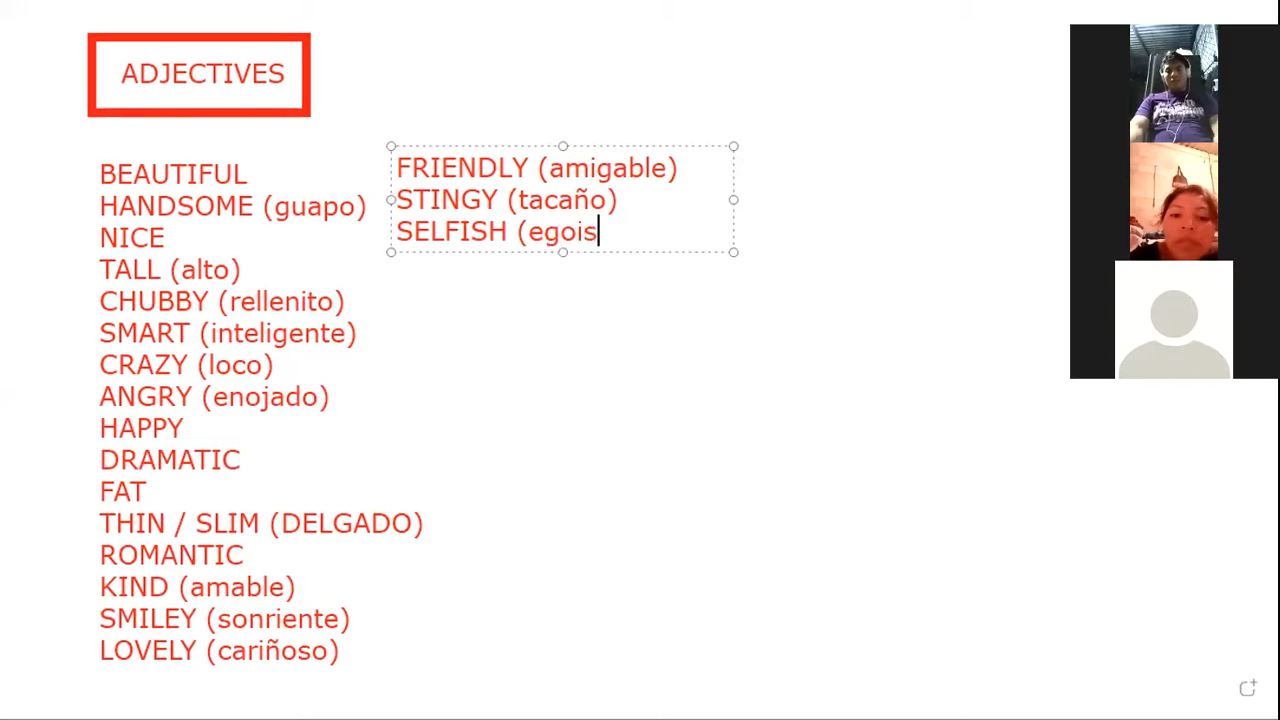 ADJECTIVES
BEAUTIFUL
HANDSOME (guapo)
NICE
TALL (alto)
CHUBBY (rellenito)
SMART (inteligente)
CRAZY (loco)
ANGRY (enojado)
HAPPY
DRAMATIC
FAT
THIN / SLIM (DELGADO)
ROMANTIC
KIND (amable)
SMILEY (sonriente)
LOVELY (cariñoso)
FRIENDLY (amigable)
STINGY (tacaño)
SELFISH (egois